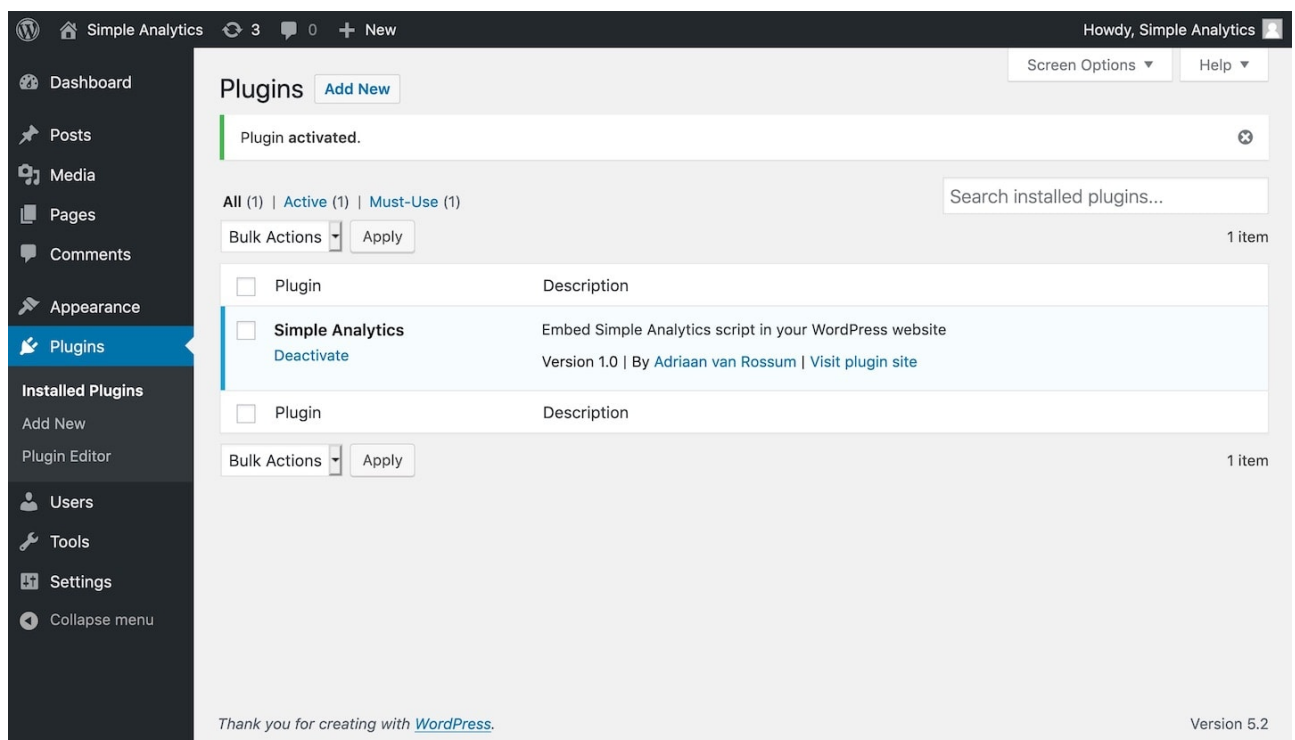 Simple Analytics 3 0 + New Howdy, Simple Analytics
Screen Options ▼ Help ▼
Dashboard
Posts
Media
Pages
Comments
Appearance
Plugins
Installed Plugins
Add New
Plugin Editor
Users
Tools
Settings
Collapse menu
Plugins Add New
Plugin activated.
All (1) | Active (1) | Must-Use (1)
Search installed plugins...
Bulk Actions Apply 1 item
Plugin Description
Simple Analytics Embed Simple Analytics script in your WordPress website
Deactivate Version 1.0 | By Adriaan van Rossum | Visit plugin site
Plugin Description
Bulk Actions Apply 1 item
Thank you for creating with WordPress. Version 5.2